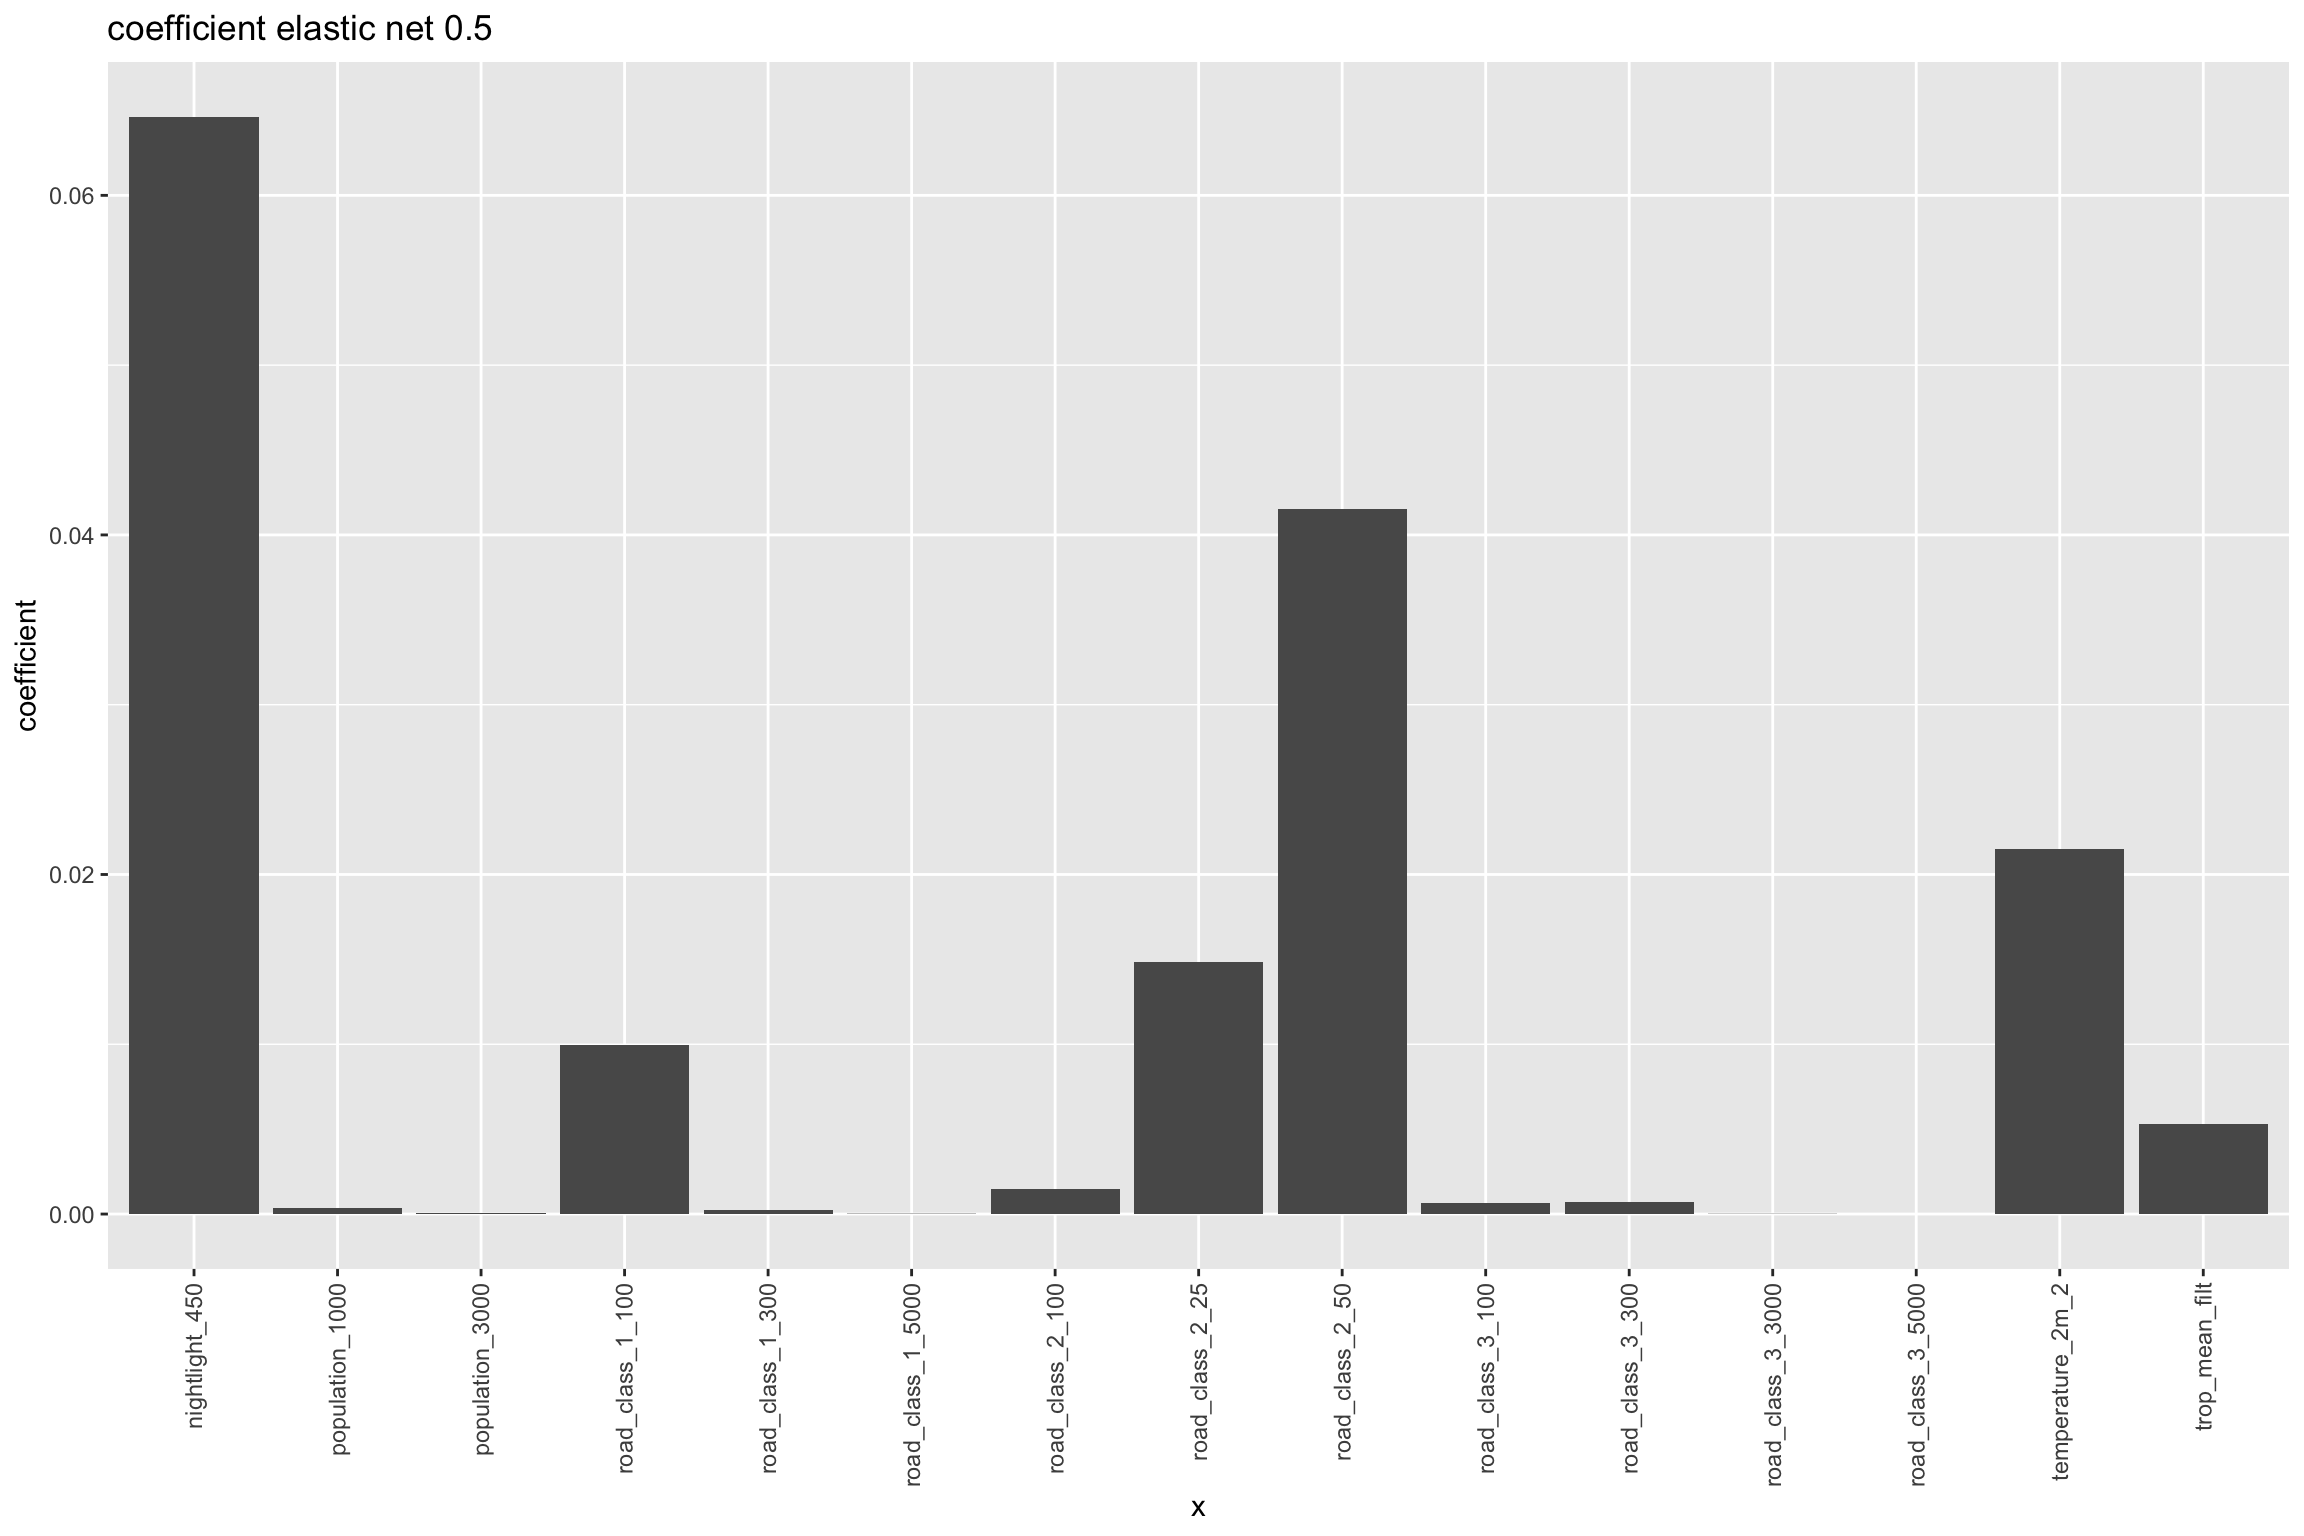 coefficient elastic net 0.5
coefficient
0.06
0.04
0.02
0.00
nightlight_450
population_1000
population_3000
road_class_1_100
road_class_1_300
road_class_1_5000
road_class_2_100
road_class_2_25
road_class_2_50
road_class_3_100
road_class_3_300
road_class_3_3000
road_class_3_5000
temperature_2m_2
trop_mean_filt
x